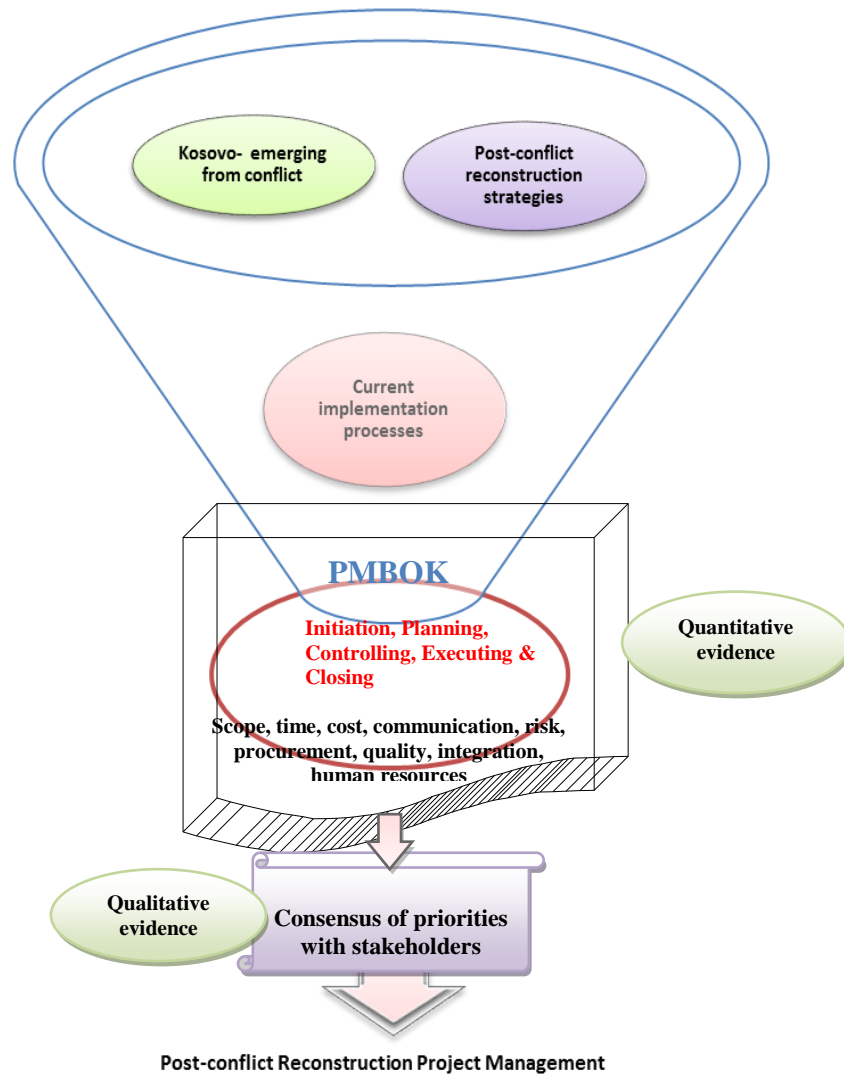 Kosovo- emerging
from conflict
Post-conflict
reconstruction
strategies
Current
implementation
processes
PMBOK
Initiation, Planning,
Controlling, Executing &
Closing
Scope, time, cost, communication, risk,
procurement, quality, integration,
human resources
Quantitative
evidence
Qualitative
evidence
Consensus of priorities
with stakeholders
Post-conflict Reconstruction Project Management